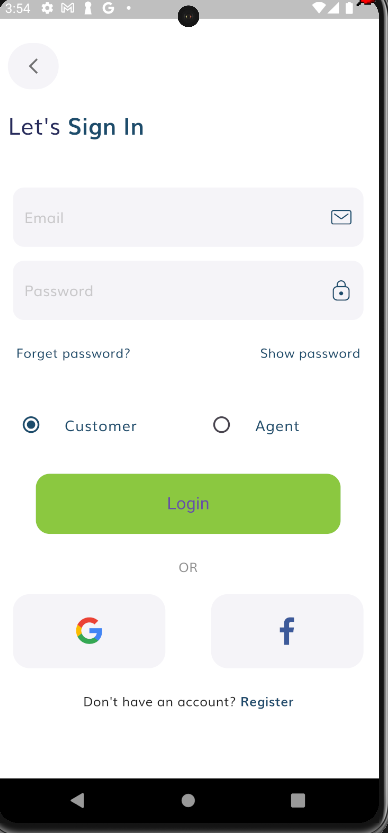 3:54
Let's Sign In
Email
Password
Forget password? Show password
Customer Agent
Login
OR
Don't have an account? Register